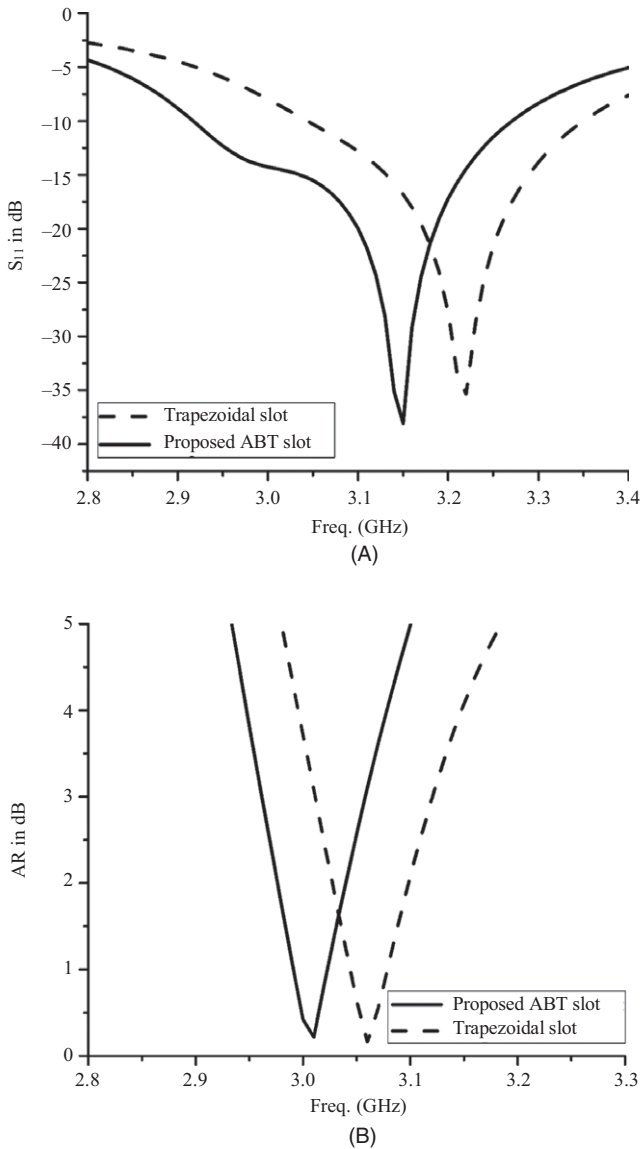 0
–5
–10
–15
–20
–25
–30
–35
–40
S11 in dB
Trapezoidal slot
Proposed ABT slot
2.8 2.9 3.0 3.1 3.2 3.3 3.4
Freq. (GHz)
(A)
5
4
3
2
1
0
AR in dB
Proposed ABT slot
Trapezoidal slot
2.8 2.9 3.0 3.1 3.2 3.3
Freq. (GHz)
(B)